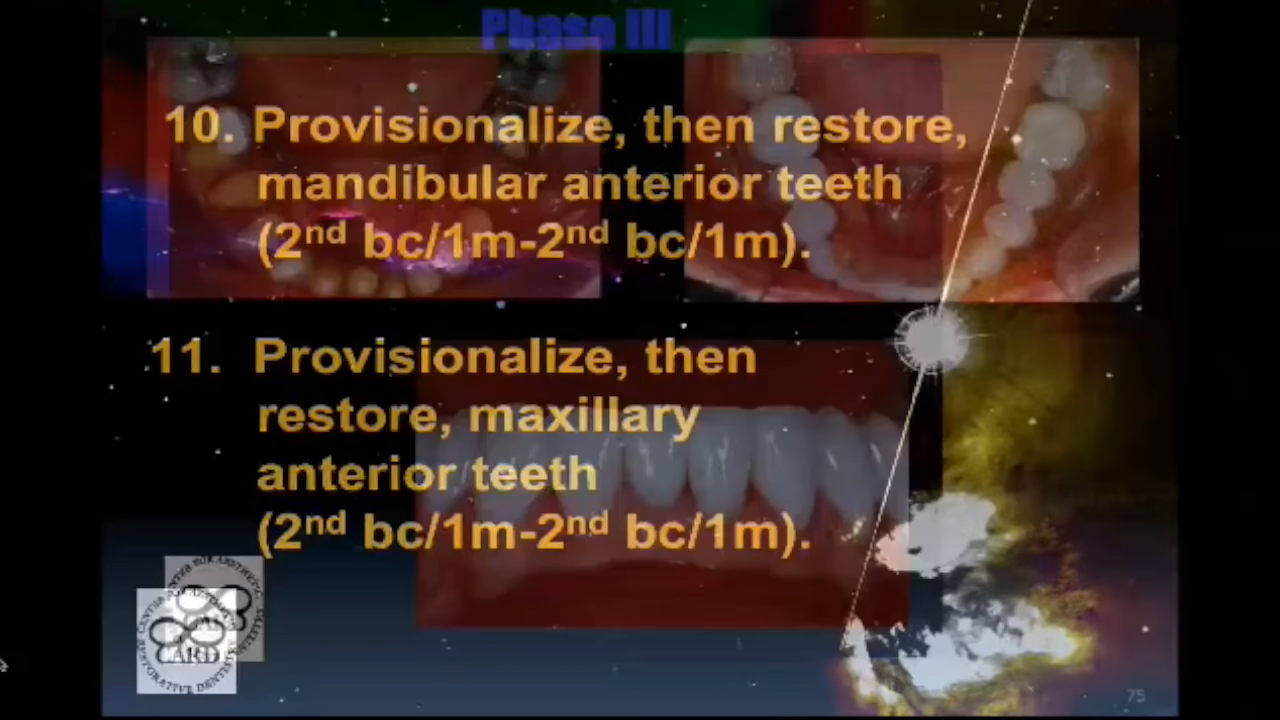 Phase III
10. Provisionalize, then restore,
mandibular anterior teeth
(2nd bc/1m-2nd bc/1m).
11. Provisionalize, then
restore, maxillary
anterior teeth
(2nd bc/1m-2nd bc/1m).
75